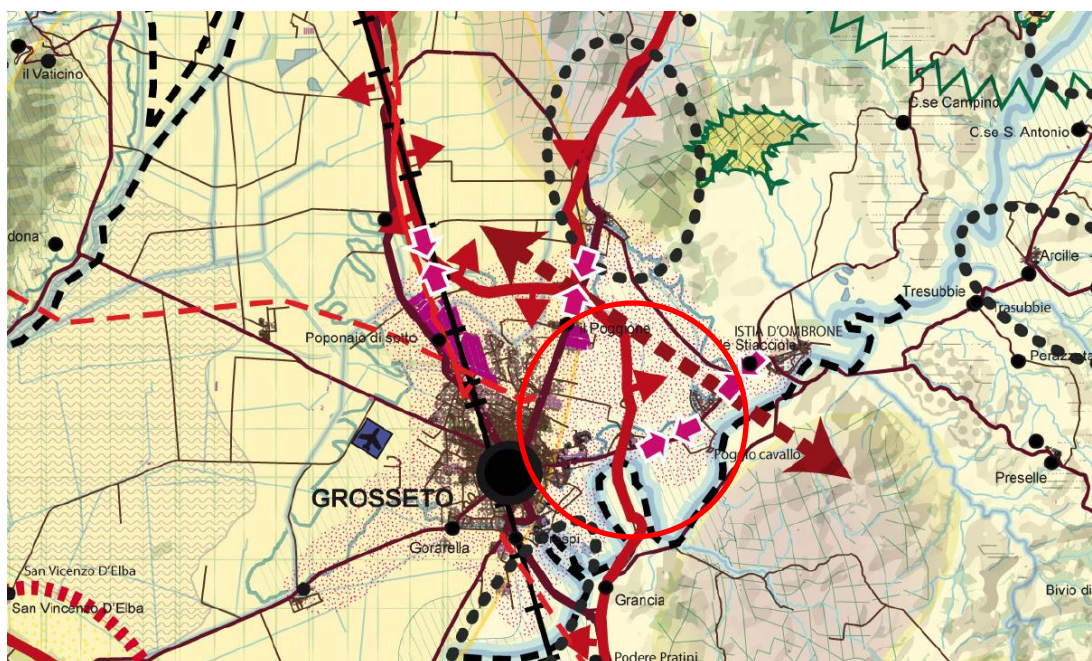 il Vaticino
C.se Campino
C.se S. Antonio
dona
Arcille
Tresubbie
Trasubbie
Poponaio di sotto
il Poggione
ISTIA D'OMBRONE
le Stiacciole
Perazzeta
Poggio cavallo
Preselle
GROSSETO
Gorarella
Crespi
San Vicenzo D'Elba
San Vincenzo D'Elba
Grancia
Bivio di
Podere Pratini